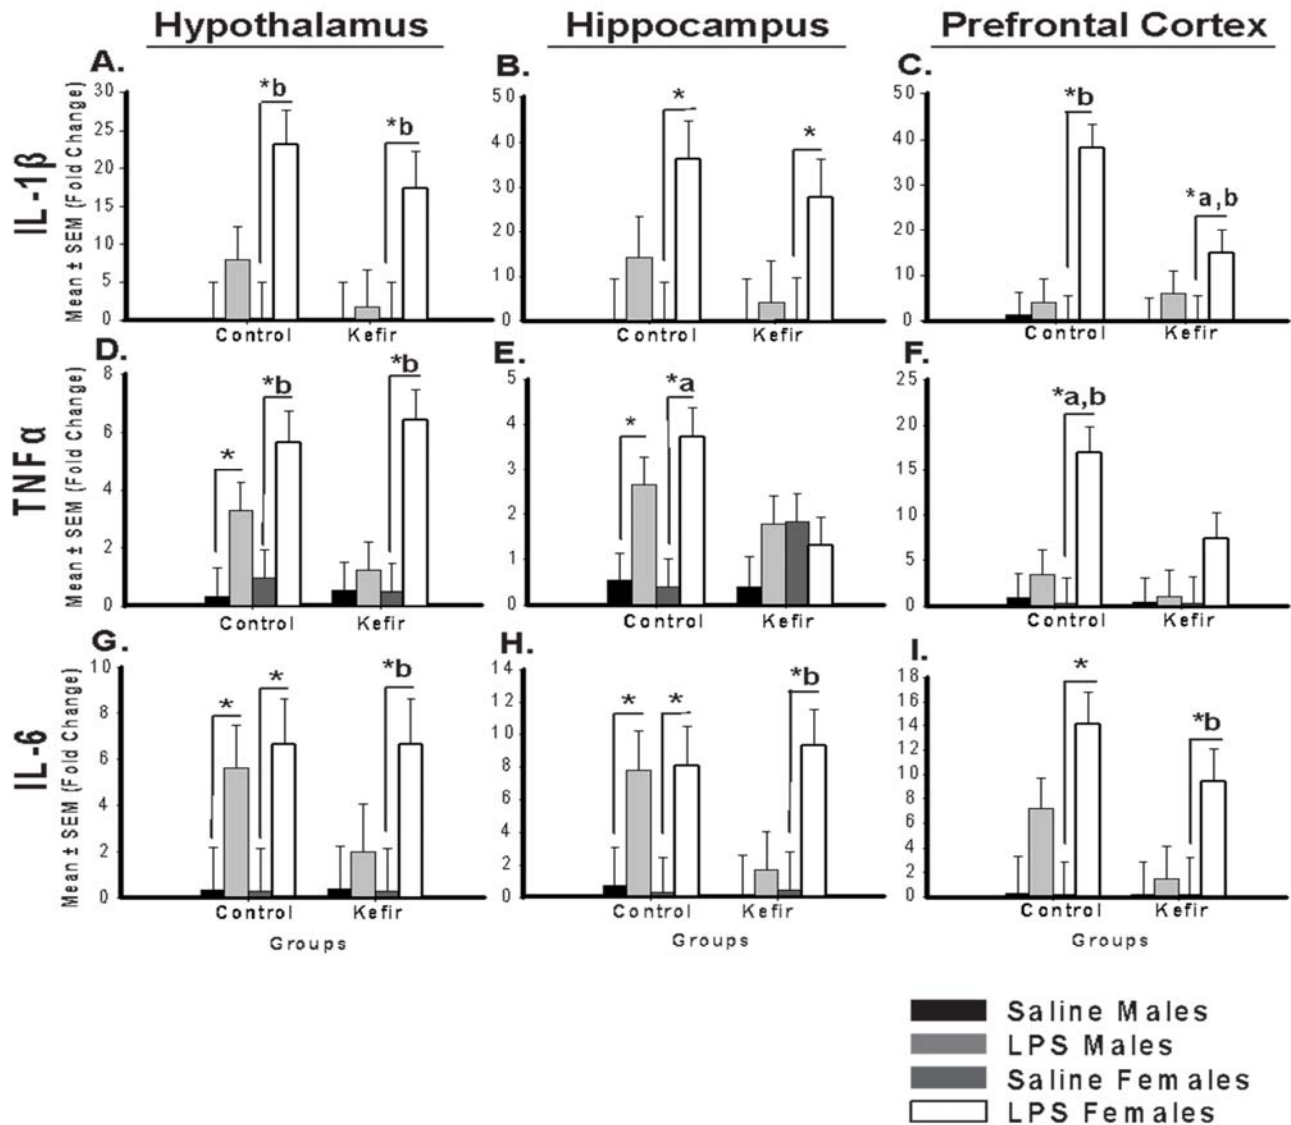 Hypothalamus Hippocampus Prefrontal Cortex
A. B. C.
IL-1β
Mean ± SEM (Fold Change)
30 25 20 15 10 5 0
*b *b
Control Kefir
50 40 30 20 10 0
* *
Control Kefir
50 40 30 20 10 0
*b *a,b
Control Kefir
D. E. F.
TNFα
Mean ± SEM (Fold Change)
8 6 4 2 0
* *b *b
Control Kefir
5 4 3 2 1 0
* *a
Control Kefir
25 20 15 10 5 0
*a,b
Control Kefir
G. H. I.
IL-6
Mean ± SEM (Fold Change)
10 8 6 4 2 0
* * *b
Control Kefir
Groups
14 12 10 8 6 4 2 0
* * *b
Control Kefir
Groups
18 16 14 12 10 8 6 4 2 0
* *b
Control Kefir
Groups
Saline Males
LPS Males
Saline Females
LPS Females